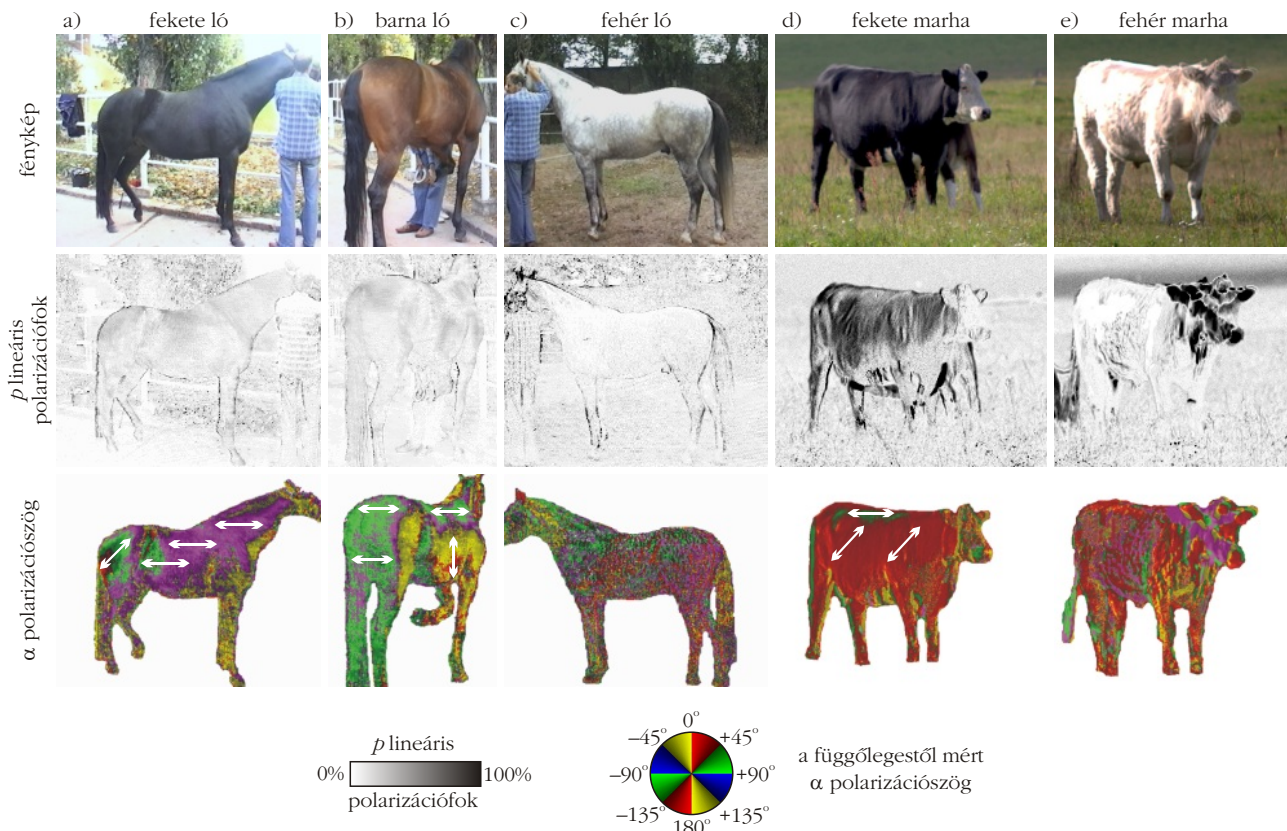 a) fekete ló
b) barna ló
c) fehér ló
d) fekete marha
e) fehér marha
fénykép
p lineáris
polarizációfok
α polarizációszög
p lineáris
0% 100%
polarizációfok
0°
–45° +45°
–90° +90°
–135° +135°
180°
a függőlegestől mért
α polarizációszög